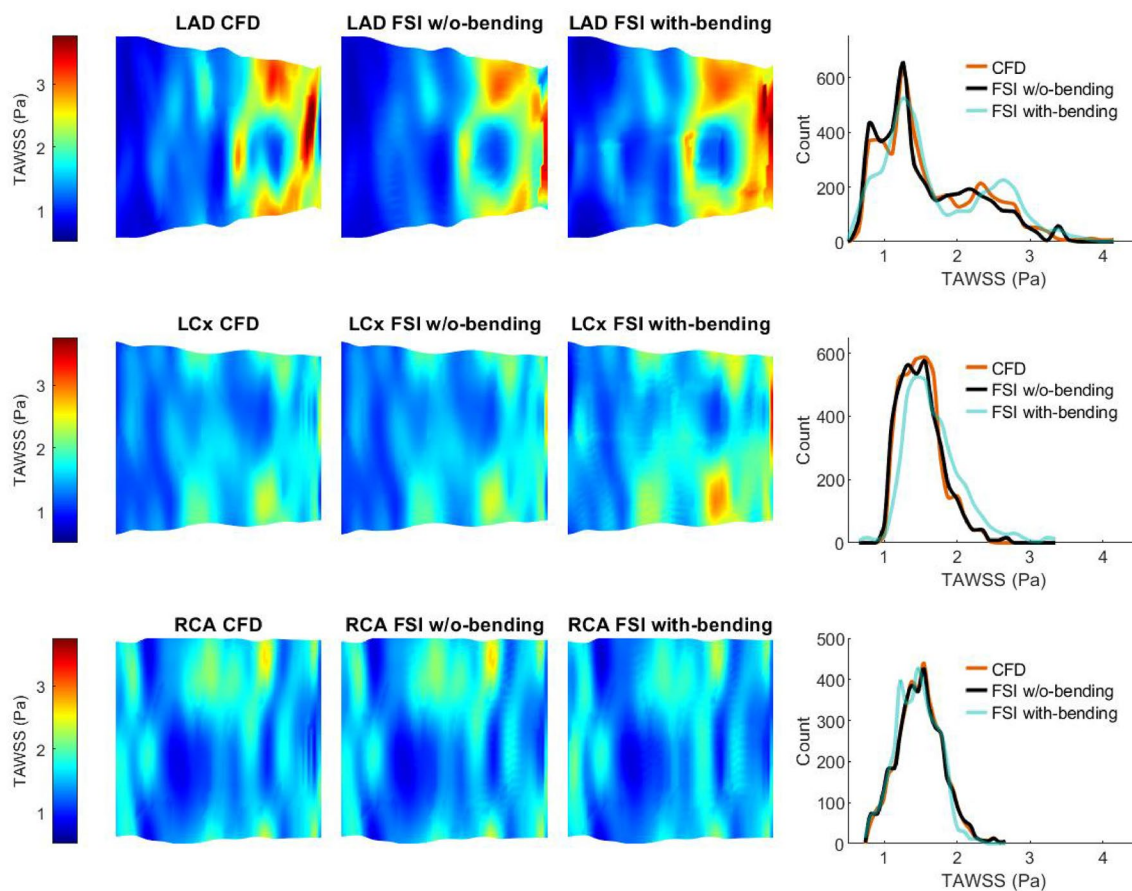 LAD CFD
LAD FSI w/o-bending
LAD FSI with-bending
TAWSS (Pa)
3
2
1
Count
600
400
200
0
CFD
FSI w/o-bending
FSI with-bending
1 2 3 4
TAWSS (Pa)
LCx CFD
LCx FSI w/o-bending
LCx FSI with-bending
TAWSS (Pa)
3
2
1
Count
600
400
200
0
CFD
FSI w/o-bending
FSI with-bending
1 2 3 4
TAWSS (Pa)
RCA CFD
RCA FSI w/o-bending
RCA FSI with-bending
TAWSS (Pa)
3
2
1
Count
500
400
300
200
100
0
CFD
FSI w/o-bending
FSI with-bending
1 2 3 4
TAWSS (Pa)